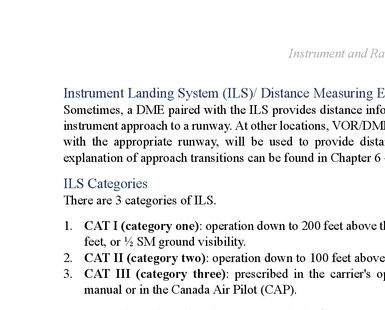 Instrument and Ra
Instrument Landing System (ILS)/ Distance Measuring E
Sometimes, a DME paired with the ILS provides distance info
instrument approach to a runway. At other locations, VOR/DME
with the appropriate runway, will be used to provide dista
explanation of approach transitions can be found in Chapter 6
ILS Categories
There are 3 categories of ILS.
1. CAT I (category one): operation down to 200 feet above th
feet, or ½ SM ground visibility.
2. CAT II (category two): operation down to 100 feet above
3. CAT III (category three): prescribed in the carrier's op
manual or in the Canada Air Pilot (CAP).